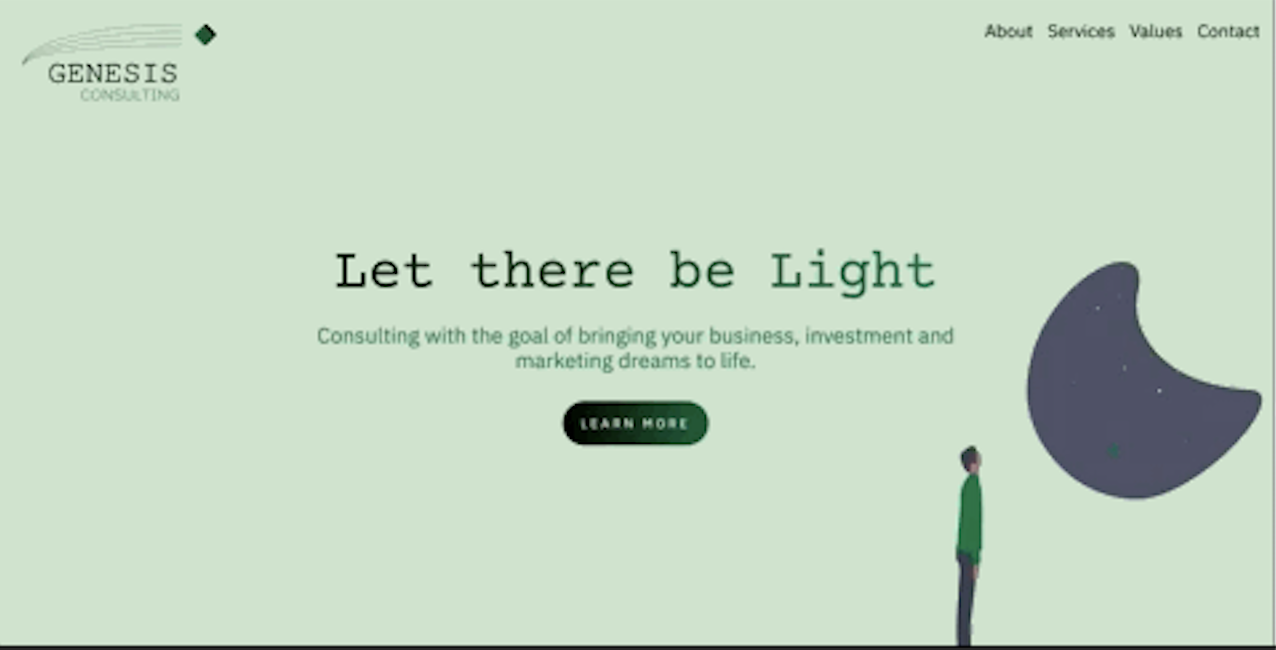 GENESIS
CONSULTING
About Services Values Contact
Let there be Light
Consulting with the goal of bringing your business, investment and
marketing dreams to life.
LEARN MORE